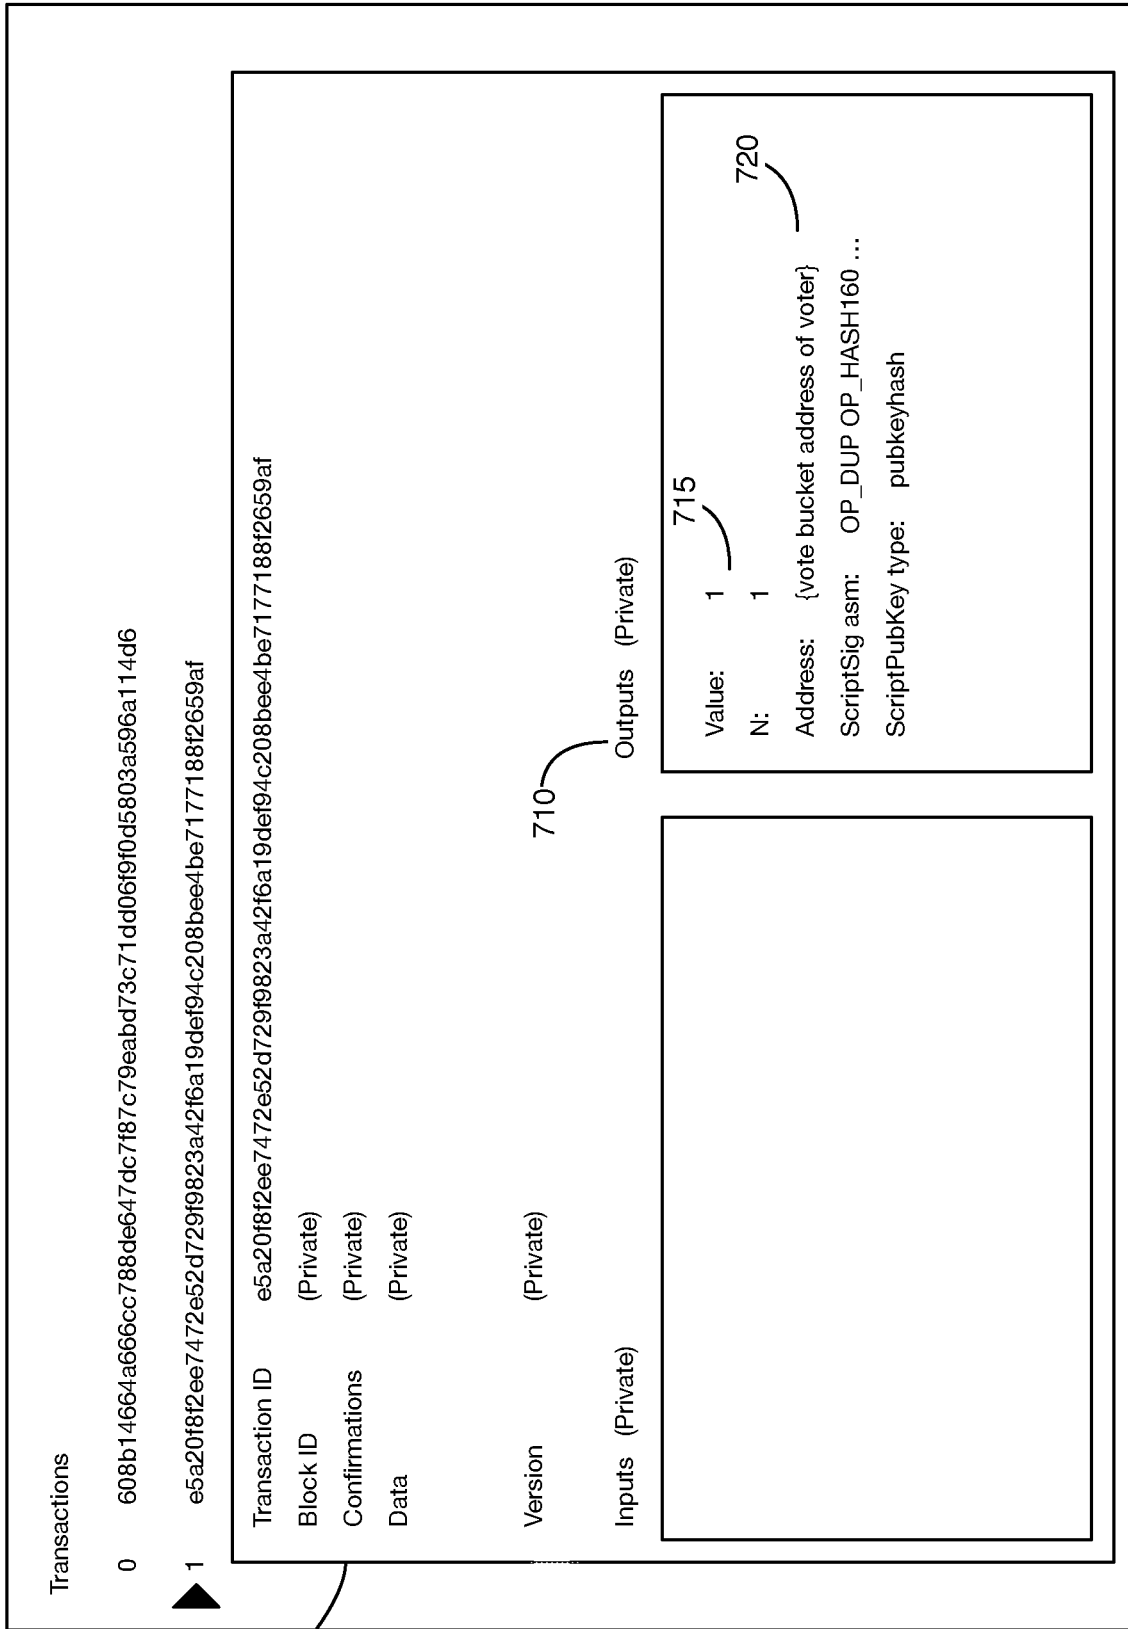 Transactions
0 608b14664a666cc788de647dc7f87c79eabd73c71dd06f9f0d5803a596a114d6
1 e5a20f8f2ee7472e52d729f9823a42f6a19def94c208bee4be7177188f2659af
Transaction ID e5a20f8f2ee7472e52d729f9823a42f6a19def94c208bee4be7177188f2659af
Block ID (Private)
Confirmations (Private)
Data (Private)
Version (Private)
710
Inputs (Private)
Outputs (Private)
715
Value: 1
720
N: 1
Address: {vote bucket address of voter}
ScriptSig asm: OP_DUP OP_HASH160 ...
ScriptPubKey type: pubkeyhash